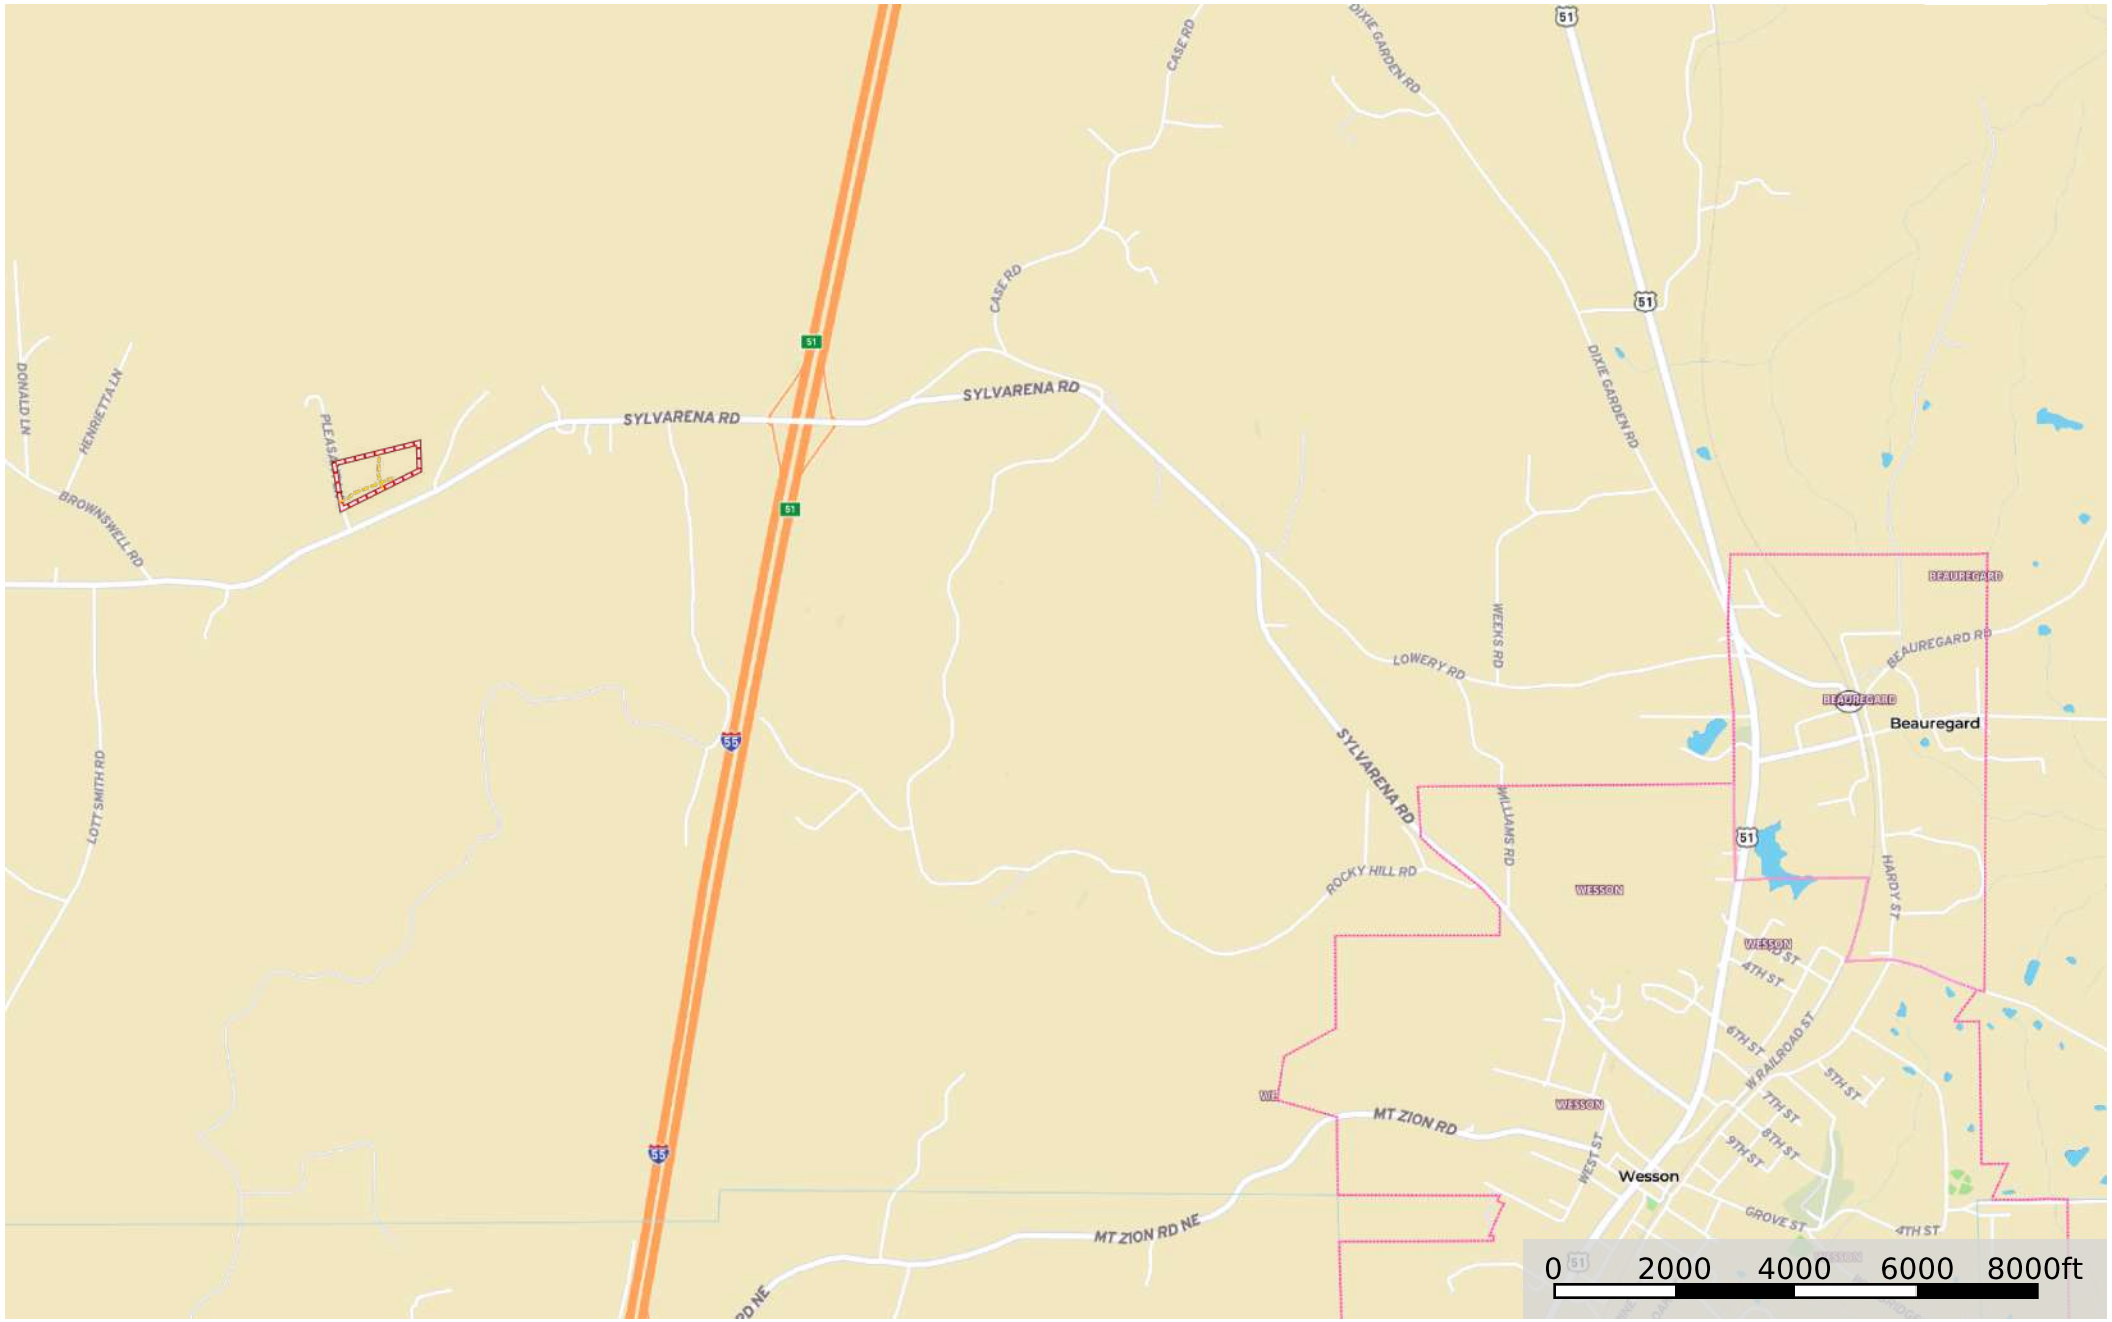 51
CASE RD
DIXIE GARDEN RD
CASE RD
51
51
DIXIE GARDEN RD
DONALD LN
HENRIETTA LN
SYLVARENA RD
SYLVARENA RD
PLEASA
51
BROWNSWELL RD
BEAUREGARD
WEEKS RD
LOWERY RD
BEAUREGARD RD
BEAUREGARD
Beauregard
55
SYLVARENA RD
LOTT SMITH RD
WILLIAMS RD
51
ROCKY HILL RD
WESSON
HARDY ST
WESSON
4TH ST
6TH ST
W RAILROAD ST
5TH ST
WE
WESSON
7TH ST
MT ZION RD
8TH ST
9TH ST
55
WEST ST
Wesson
GROVE ST
4TH ST
MT ZION RD NE
51
WESSON
RD NE
0 2000 4000 6000 8000ft